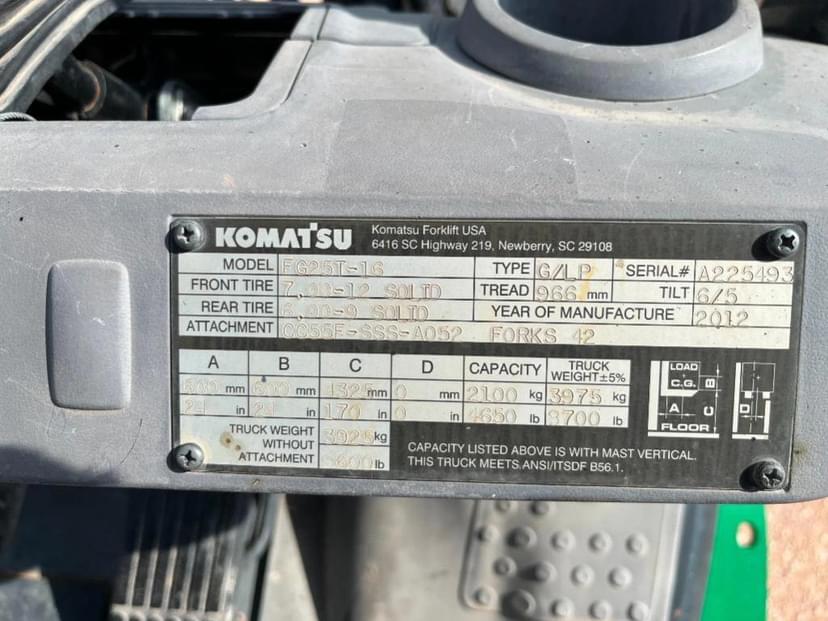 KOMATSU
Komatsu Forklift USA
6416 SC Highway 219, Newberry, SC 29108
MODEL FG25T-16 TYPE G/LP SERIAL# A225493
FRONT TIRE 7.00-12 SOLID TREAD 966 mm TILT 6/5
REAR TIRE 6.00-9 SOLID YEAR OF MANUFACTURE 2012
ATTACHMENT FORKS 42
A B C D CAPACITY TRUCK WEIGHT±5%
600 mm 600 mm 4325 mm 0 mm 2100 kg 3975 kg
24 in 24 in 170 in 0 in 4650 lb 8700 lb
TRUCK WEIGHT WITHOUT ATTACHMENT 3925 kg
lb
LOAD
C.G.
A B C D
FLOOR
CAPACITY LISTED ABOVE IS WITH MAST VERTICAL.
THIS TRUCK MEETS ANSI/ITSDF B56.1.